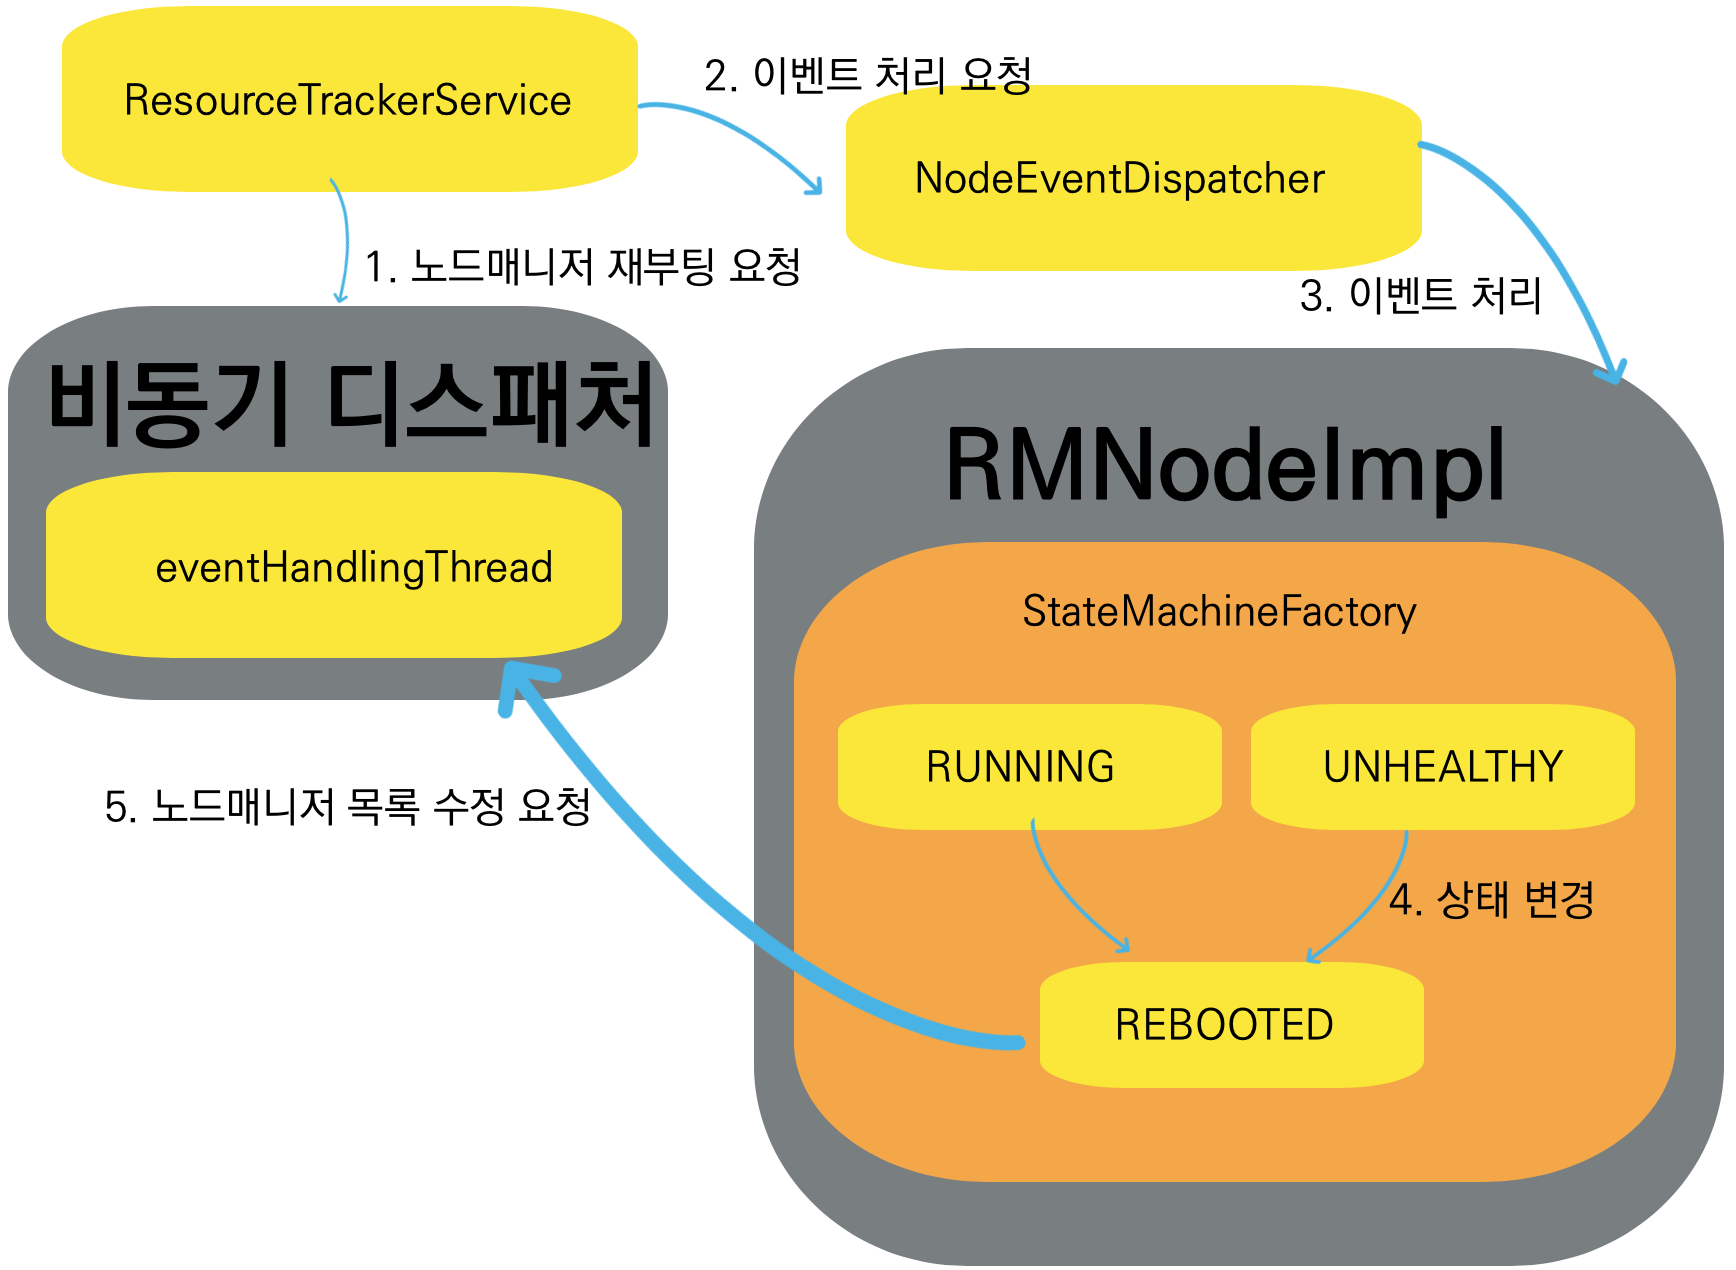 ResourceTrackerService
2. 이벤트 처리 요청
NodeEventDispatcher
1. 노드매니저 재부팅 요청
3. 이벤트 처리
비동기 디스패처
eventHandlingThread
RMNodeImpl
StateMachineFactory
RUNNING
UNHEALTHY
5. 노드매니저 목록 수정 요청
4. 상태 변경
REBOOTED